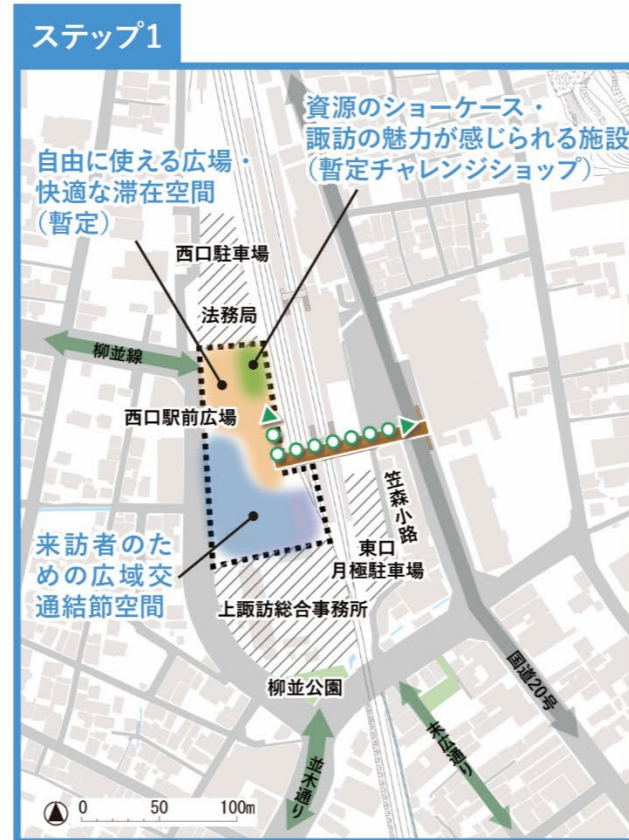 ステップ1
資源のショーケース・
諏訪の魅力が感じられる施設
(暫定チャレンジショップ)
自由に使える広場・
快適な滞在空間
(暫定)
西口駐車場
法務局
柳並線
西口駅前広場
笠森小路
東口
月極駐車場
来訪者のた
めの広域交
通結節空間
上諏訪総合事務所
柳並公園
国道20号
末広通り
並木通り
0 50 100m